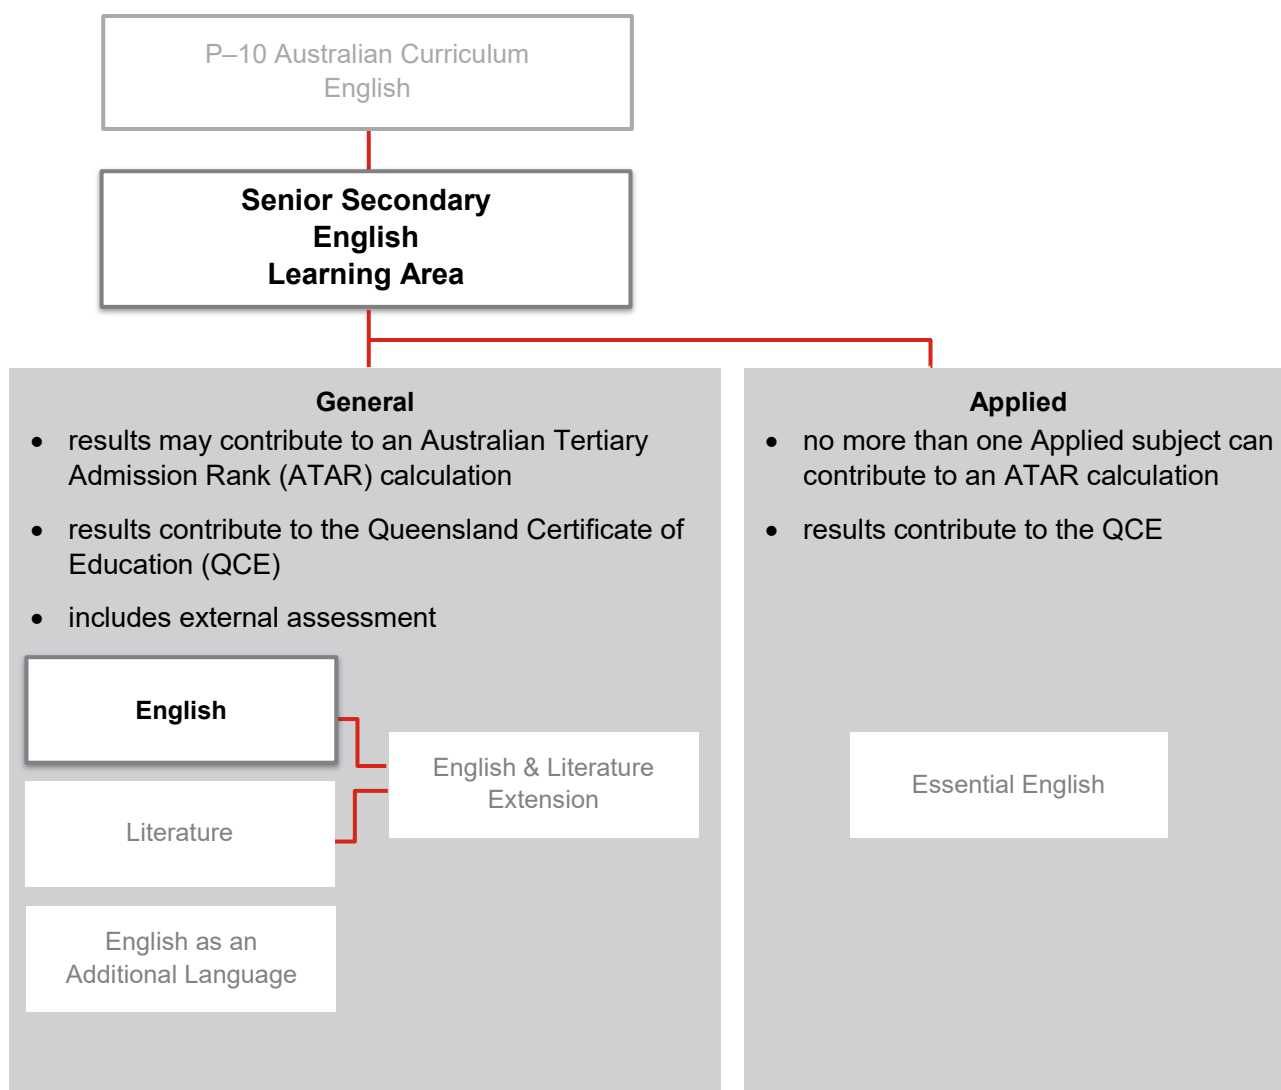 P–10 Australian Curriculum
English
Senior Secondary
English
Learning Area
General
• results may contribute to an Australian Tertiary
Admission Rank (ATAR) calculation
• results contribute to the Queensland Certificate of
Education (QCE)
• includes external assessment
English
Literature
English as an
Additional Language
English & Literature
Extension
Applied
• no more than one Applied subject can
contribute to an ATAR calculation
• results contribute to the QCE
Essential English